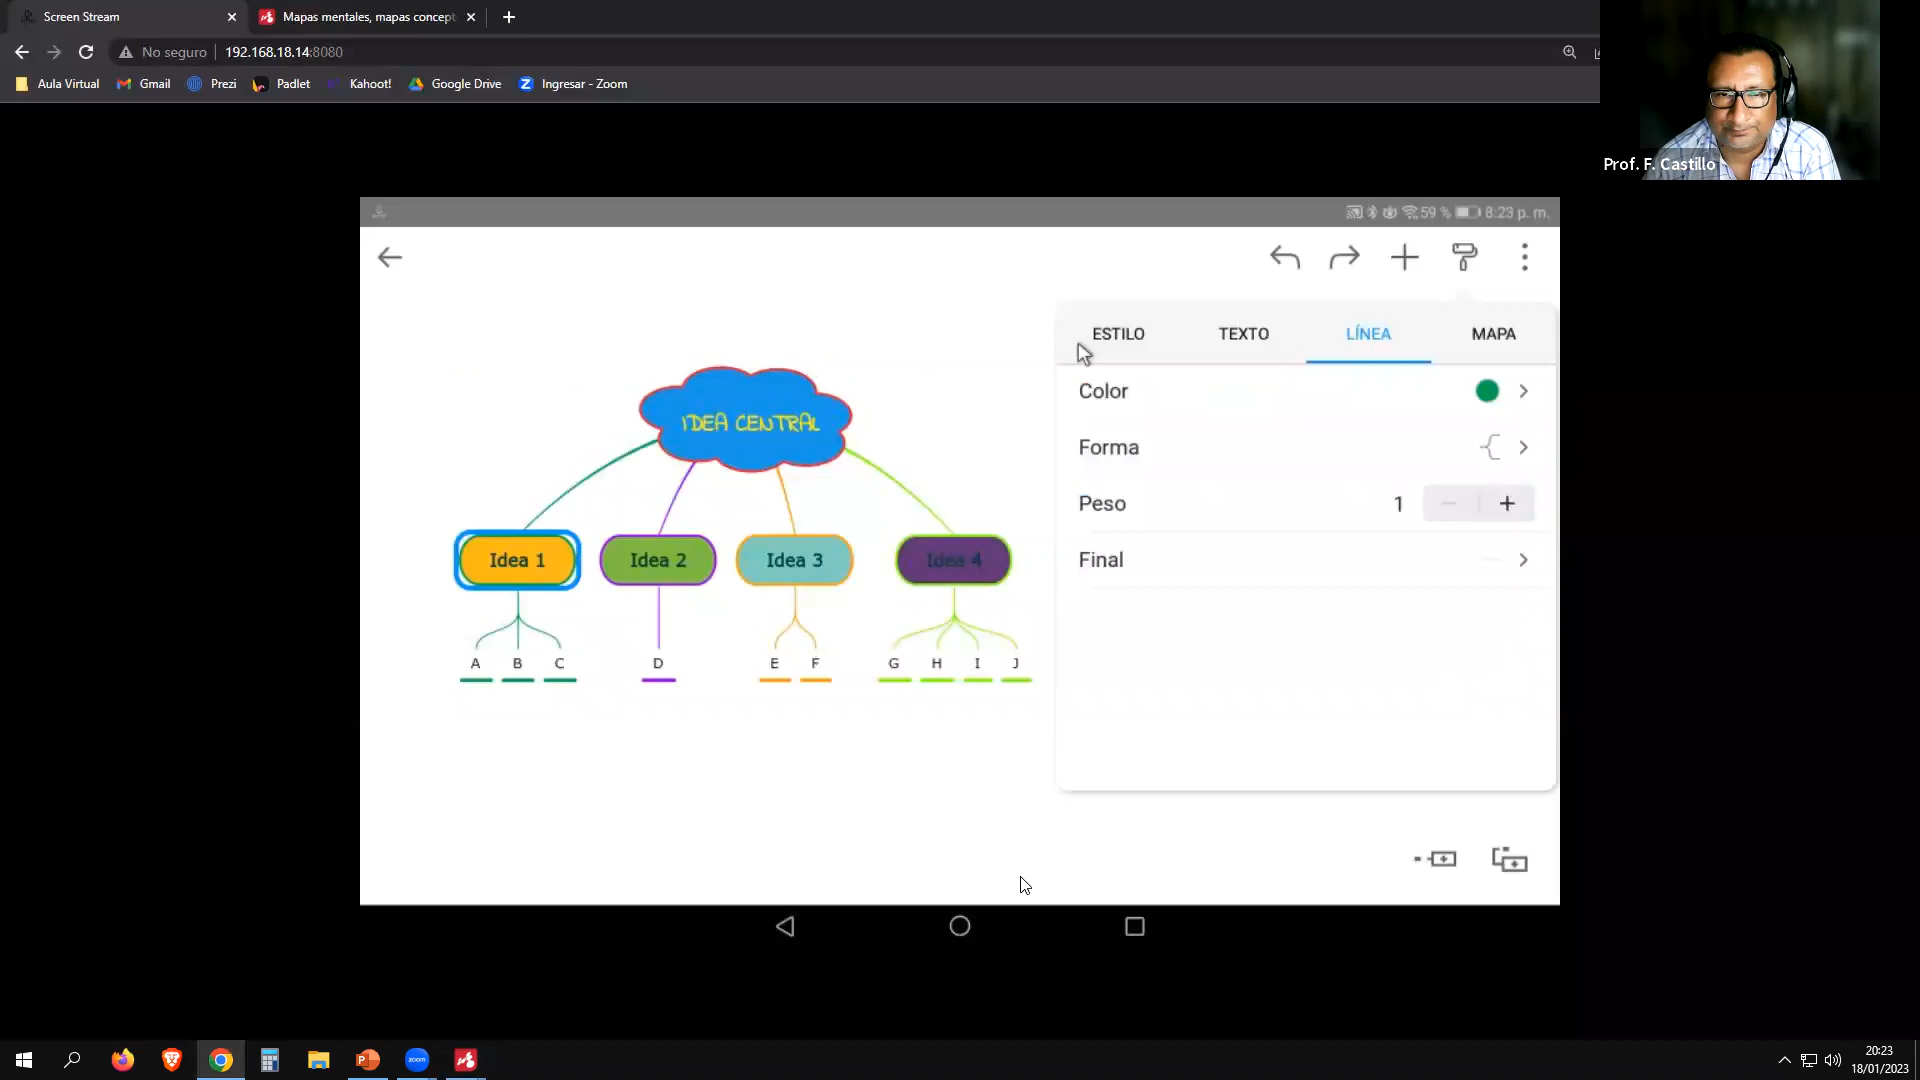 Screen Stream
Mapas mentales, mapas concept
No seguro
192.168.18.14:8080
Aula Virtual
Gmail
Prezi
Padlet
Kahoot!
Google Drive
Ingresar - Zoom
Prof. F. Castillo
59 %
8:23 p. m.
ESTILO
TEXTO
LÍNEA
MAPA
Color
Forma
Peso
1
Final
IDEA CENTRAL
Idea 1
Idea 2
Idea 3
Idea 4
A
B
C
D
E
F
G
H
I
J
zoom
20:23
18/01/2023